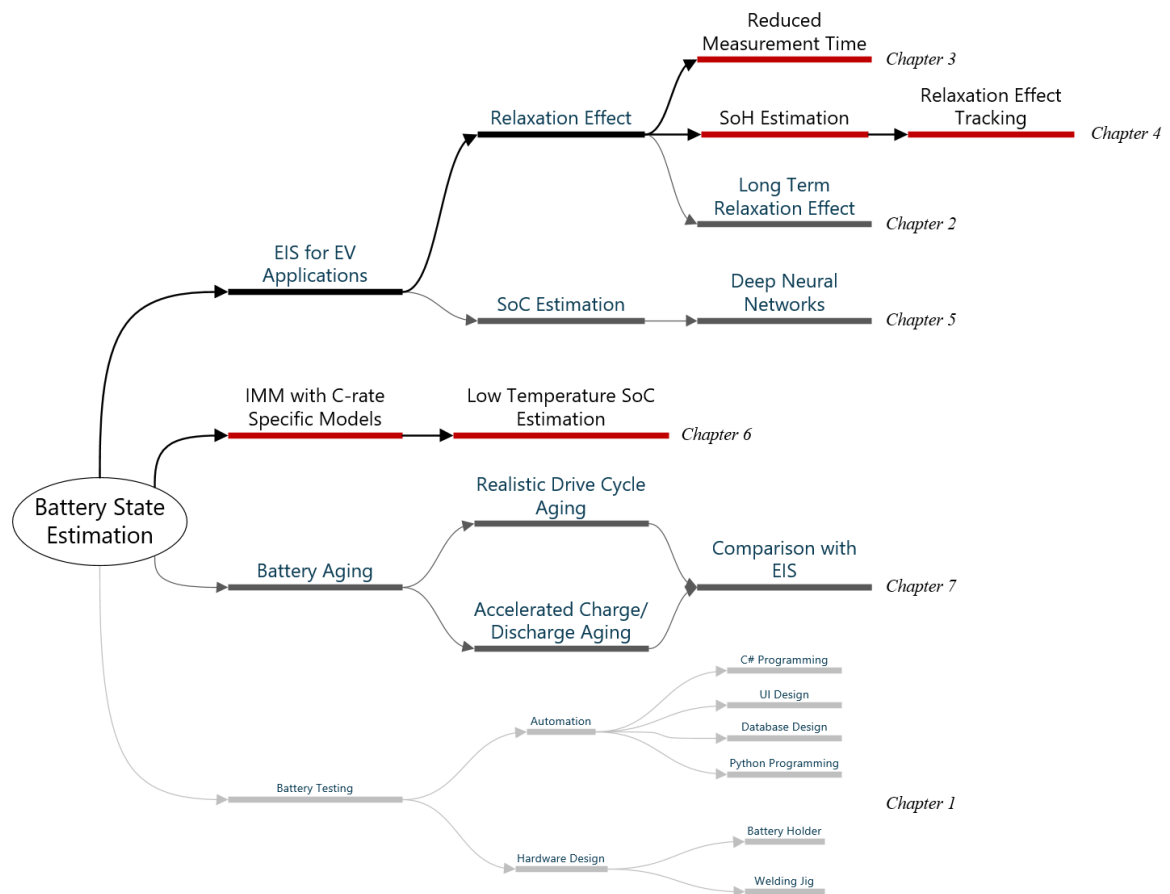 Reduced
Measurement Time
Chapter 3
Relaxation Effect
SoH Estimation
Relaxation Effect
Tracking
Chapter 4
Long Term
Relaxation Effect
Chapter 2
EIS for EV
Applications
SoC Estimation
Deep Neural
Networks
Chapter 5
IMM with C-rate
Specific Models
Low Temperature SoC
Estimation
Chapter 6
Battery State
Estimation
Realistic Drive Cycle
Aging
Battery Aging
Comparison with
EIS
Chapter 7
Accelerated Charge/
Discharge Aging
C# Programming
UI Design
Automation
Database Design
Python Programming
Battery Testing
Chapter 1
Battery Holder
Hardware Design
Welding Jig